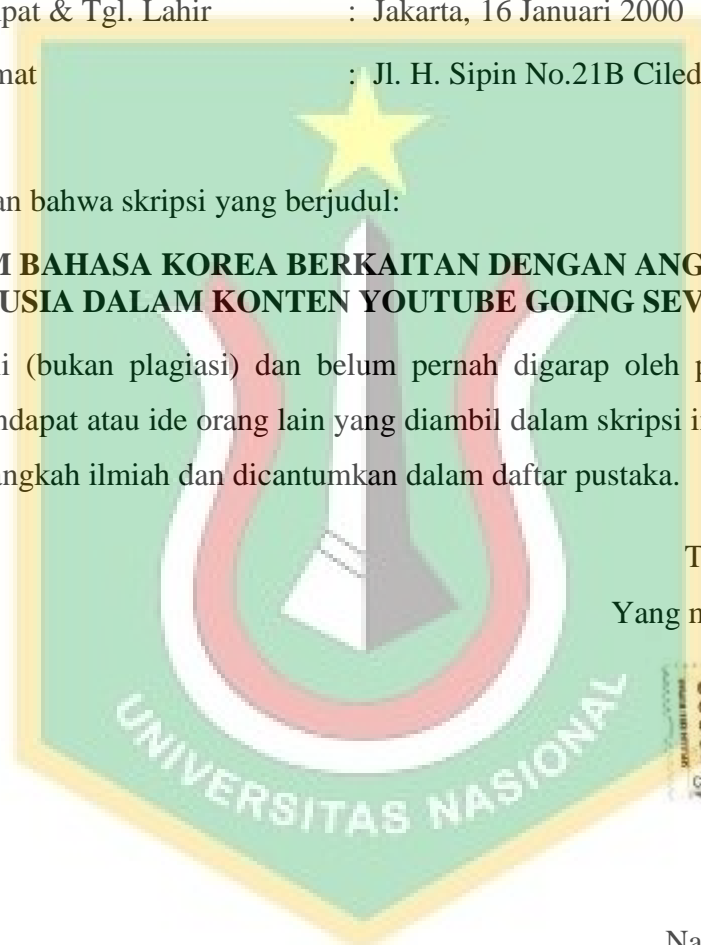 pat & Tgl. Lahir : Jakarta, 16 Januari 2000
mat : Jl. H. Sipin No.21B Ciled
an bahwa skripsi yang berjudul:
M BAHASA KOREA BERKAITAN DENGAN ANG
USIA DALAM KONTEN YOUTUBE GOING SEV
i (bukan plagiasi) dan belum pernah digarap oleh p
ndapat atau ide orang lain yang diambil dalam skripsi i
angkah ilmiah dan dicantumkan dalam daftar pustaka.
T
Yang m
UNIVERSITAS NASIONAL
Na